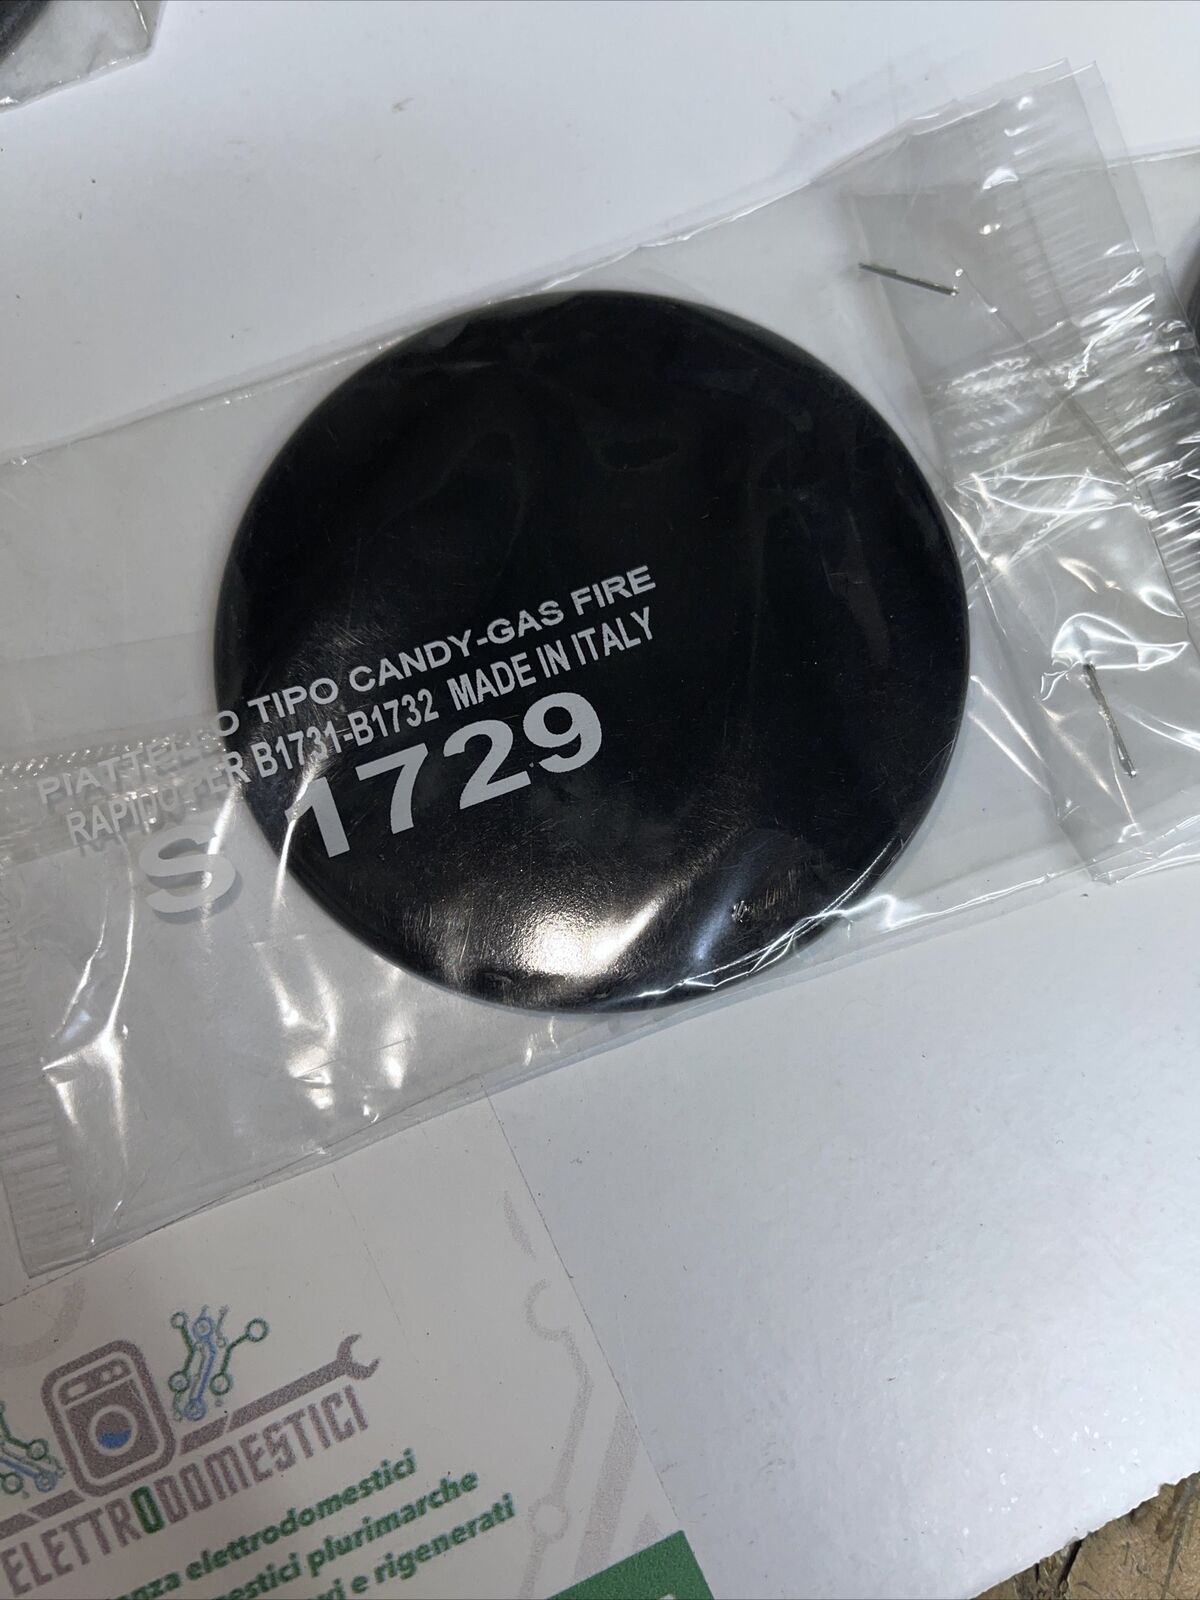 PIATTELLO TIPO CANDY-GAS FIRE
RAPIDO PER B1731-B1732 MADE IN ITALY
S 1729
ELETTRODOMESTICI
elettrodomestici
plurimarche
e rigenerati